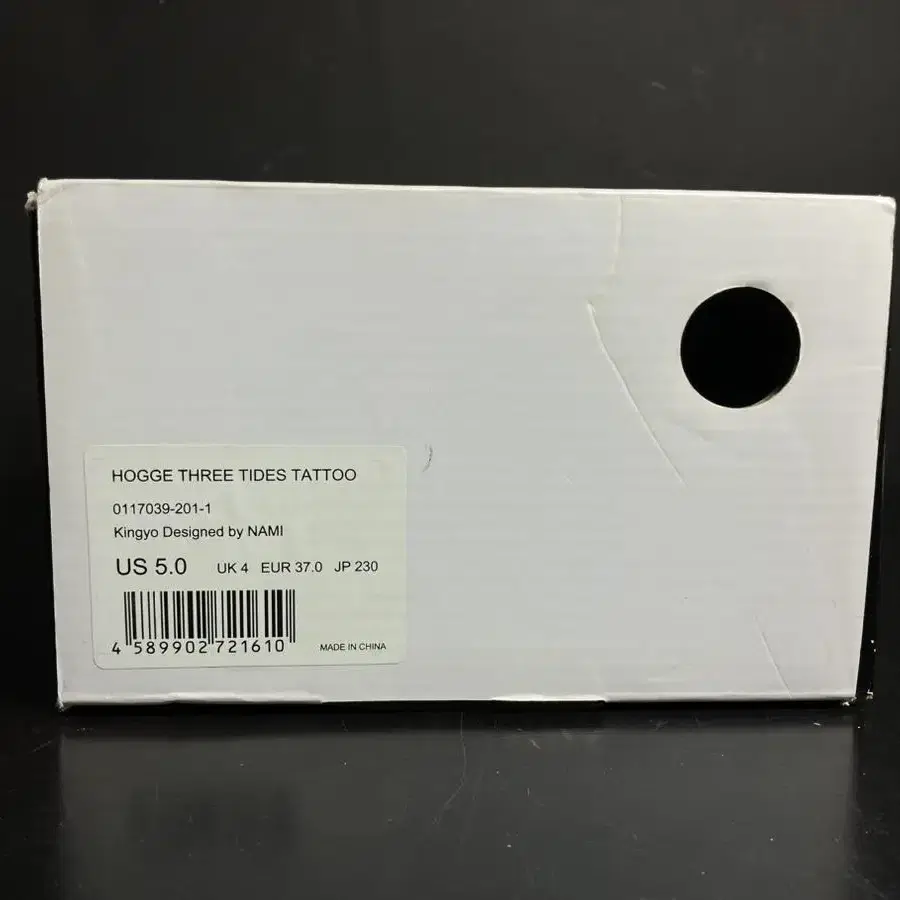 HOGGE THREE TIDES TATTOO
0117039-201-1
Kingyo Designed by NAMI
US 5.0 UK 4 EUR 37.0 JP 230
4 589902 721610 MADE IN CHINA